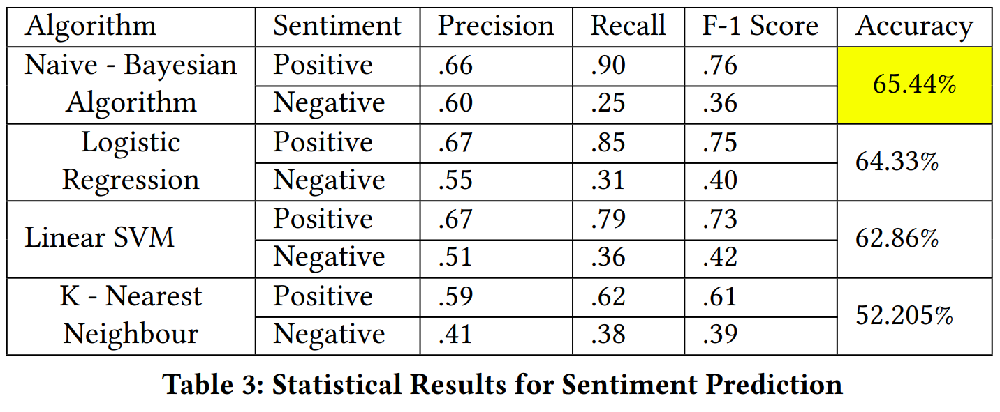 Algorithm Sentiment Precision Recall F-1 Score Accuracy
Naive - Bayesian Algorithm Positive .66 .90 .76 65.44%
Negative .60 .25 .36
Logistic Regression Positive .67 .85 .75 64.33%
Negative .55 .31 .40
Linear SVM Positive .67 .79 .73 62.86%
Negative .51 .36 .42
K - Nearest Neighbour Positive .59 .62 .61 52.205%
Negative .41 .38 .39
Table 3: Statistical Results for Sentiment Prediction